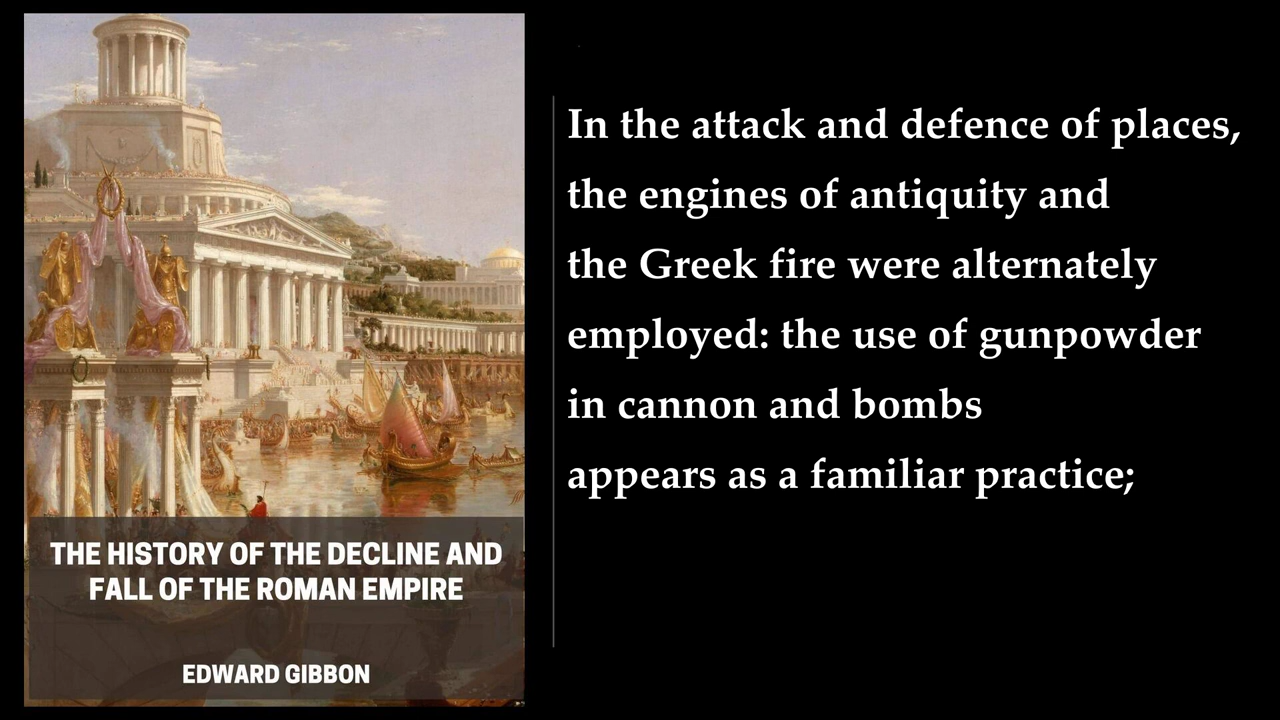 THE HISTORY OF THE DECLINE AND
FALL OF THE ROMAN EMPIRE
EDWARD GIBBON
In the attack and defence of places,
the engines of antiquity and
the Greek fire were alternately
employed: the use of gunpowder
in cannon and bombs
appears as a familiar practice;